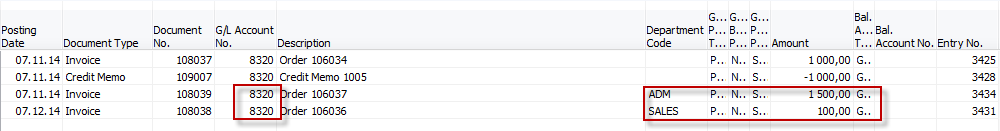 Posting Date Document Type Document No. G/L Account No. Description Department Code G... P... T... G... B... P... G... P... P... Amount Bal. A... T... Bal. Account No. Entry No.
07.11.14 Invoice 108037 8320 Order 106034 P... N... S... 1 000,00 G... 3425
07.11.14 Credit Memo 109007 8320 Credit Memo 1005 P... N... S... -1 000,00 G... 3428
07.11.14 Invoice 108039 8320 Order 106037 ADM P... N... S... 1 500,00 G... 3434
07.12.14 Invoice 108038 8320 Order 106036 SALES P... N... S... 100,00 G... 3431